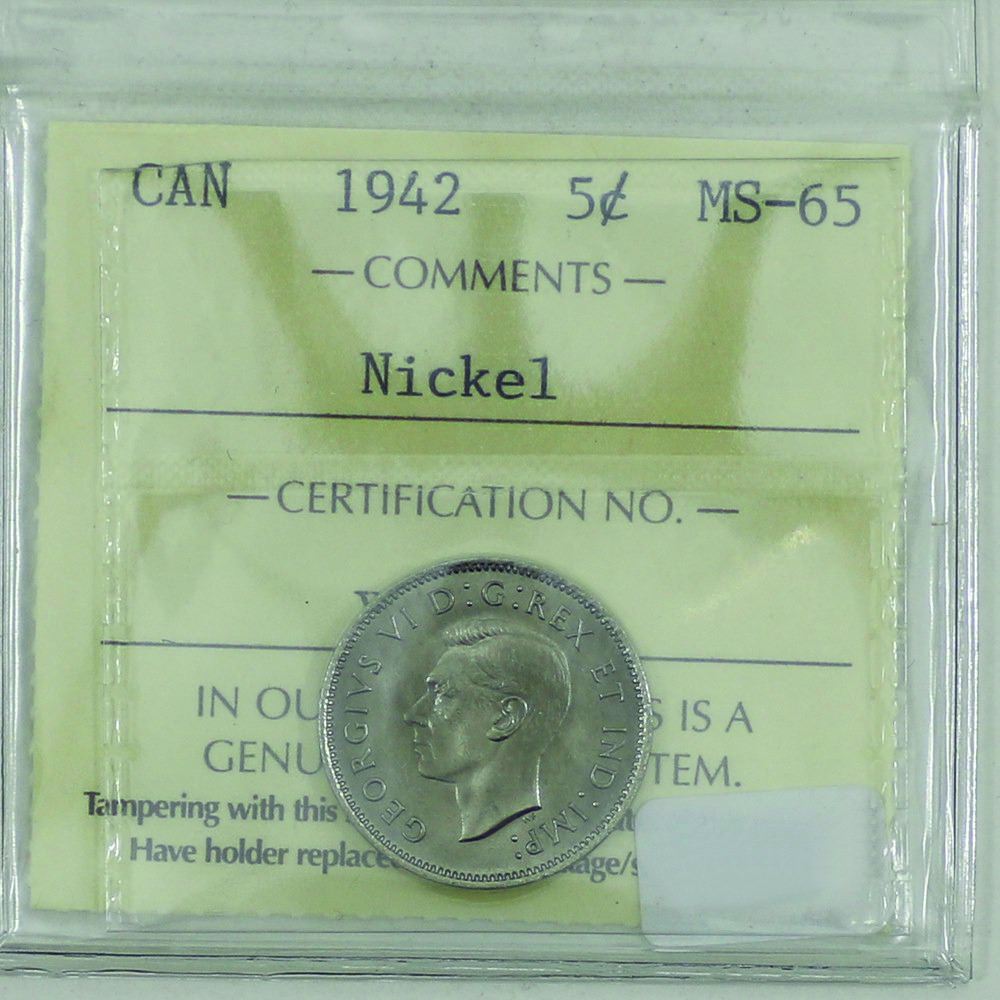 CAN 1942 5¢ MS-65
—COMMENTS—
Nickel
—CERTIFICATION NO.—
IN OU S IS A
GENU TEM.
Tampering with this
Have holder replace age/s
GEORGIVS VI D:G:REX ET IND:IMP: